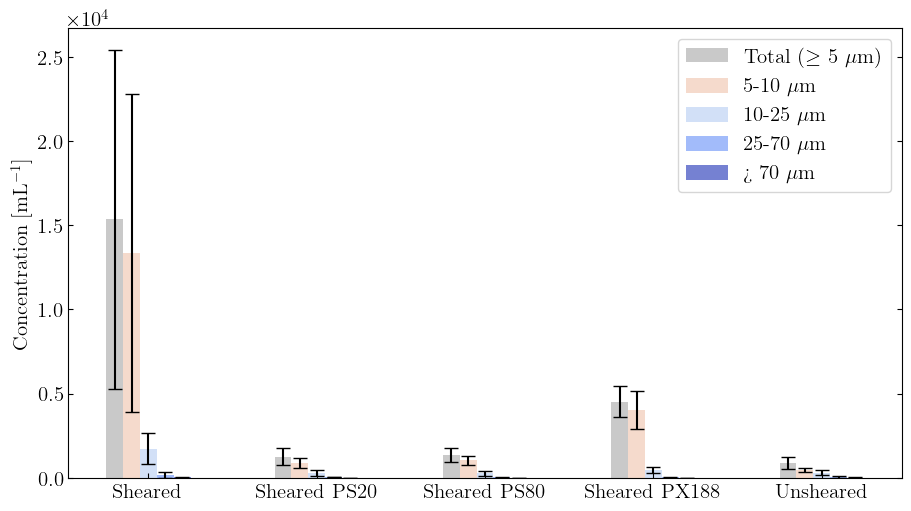 ×10⁴
2.5
2.0
1.5
1.0
0.5
0.0
Concentration [mL⁻¹]
Total (≥ 5 μm)
5-10 μm
10-25 μm
25-70 μm
¿ 70 μm
Sheared
Sheared PS20
Sheared PS80
Sheared PX188
Unsheared